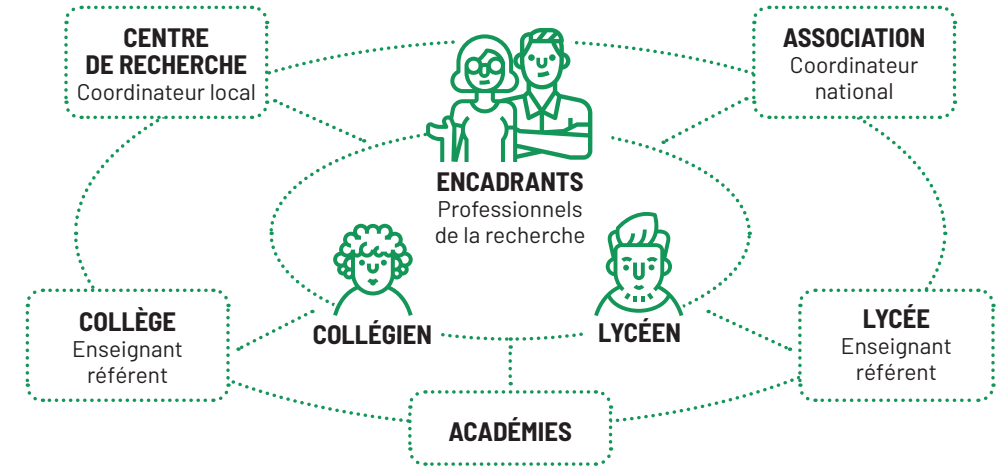 CENTRE
DE RECHERCHE
Coordinateur local
ASSOCIATION
Coordinateur
national
ENCADRANTS
Professionnels
de la recherche
COLLÉGIEN
LYCÉEN
COLLÈGE
Enseignant
référent
LYCÉE
Enseignant
référent
ACADÉMIES